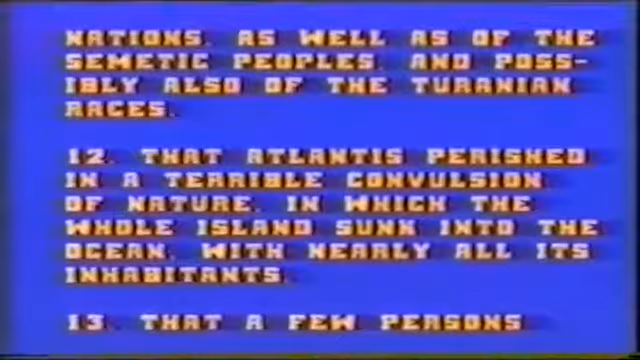 NATIONS, AS WELL AS OF THE
SEMETIC PEOPLES, AND POSS-
IBLY ALSO OF THE TURANIAN
RACES.
12. THAT ATLANTIS PERISHED
IN A TERRIBLE CONVULSION
OF NATURE, IN WHICH THE
WHOLE ISLAND SUNK INTO THE
OCEAN, WITH NEARLY ALL ITS
INHABITANTS.
13. THAT A FEW PERSONS